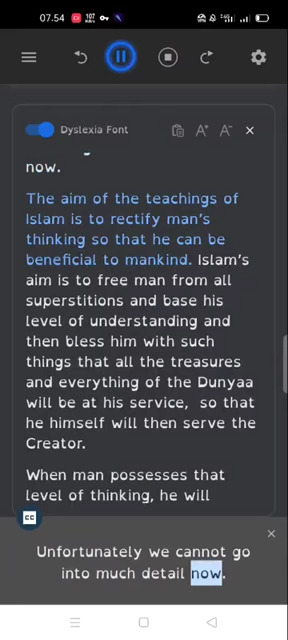 07.54
107
KB/s
Dyslexia Font
A+
A-
now.
The aim of the teachings of
Islam is to rectify man's
thinking so that he can be
beneficial to mankind. Islam's
aim is to free man from all
superstitions and base his
level of understanding and
then bless him with such
things that all the treasures
and everything of the Dunyaa
will be at his service, so that
he himself will then serve the
Creator.
When man possesses that
level of thinking, he will
CC
Unfortunately we cannot go
into much detail now.